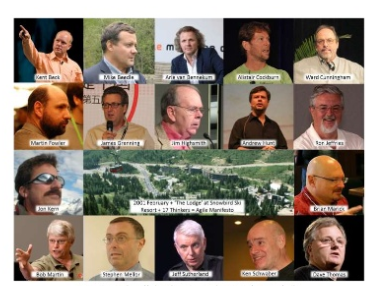 Kent Beck
Mike Beedle
Arie van Bennekum
Alistair Cockburn
Ward Cunningham
Martin Fowler
James Grenning
Jim Highsmith
Andrew Hunt
Ron Jeffries
Jon Kern
2001 February + 'The Lodge' at Snowbird Ski
Resort + 17 Thinkers = Agile Manifesto
Brian Marick
Bob Martin
Stephen Mellor
Jeff Sutherland
Ken Schwaber
Dave Thomas